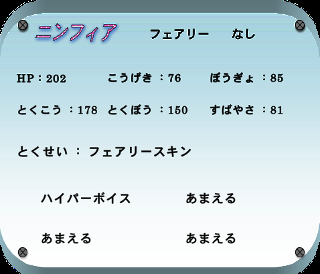 ニンフィア フェアリー なし
HP:202 こうげき:76 ぼうぎょ:85
とくこう:178 とくぼう:150 すばやさ:81
とくせい: フェアリースキン
ハイパーボイス あまえる
あまえる あまえる